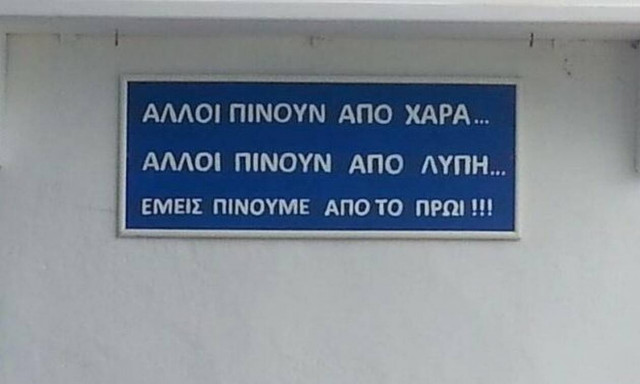 ΑΛΛΟΙ ΠΙΝΟΥΝ ΑΠΟ ΧΑΡΑ...
ΑΛΛΟΙ ΠΙΝΟΥΝ ΑΠΟ ΛΥΠΗ...
ΕΜΕΙΣ ΠΙΝΟΥΜΕ ΑΠΟ ΤΟ ΠΡΩΙ!!!